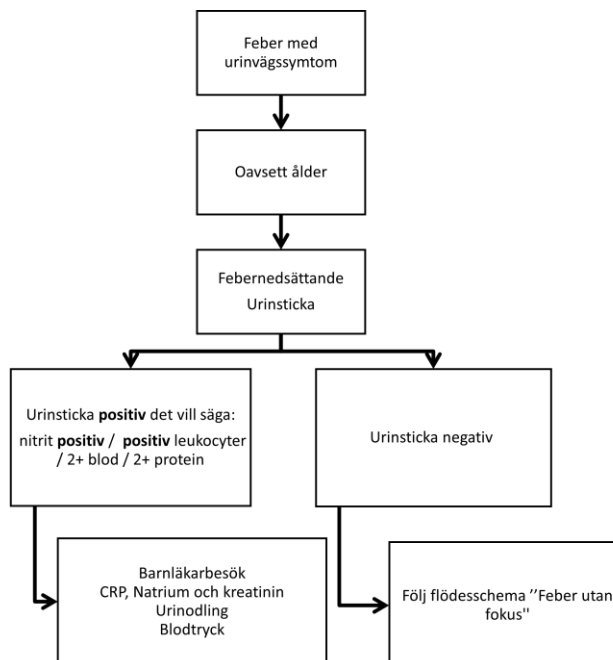 Feber med
urinvägssymtom
Oavsett ålder
Febernedsättande
Urinsticka
Urinsticka positiv det vill säga:
nitrit positiv / positiv leukocyter
/ 2+ blod / 2+ protein
Urinsticka negativ
Barnläkarbesök
CRP, Natrium och kreatinin
Urinodling
Blodtryck
Följ flödesschema ’’Feber utan
fokus"